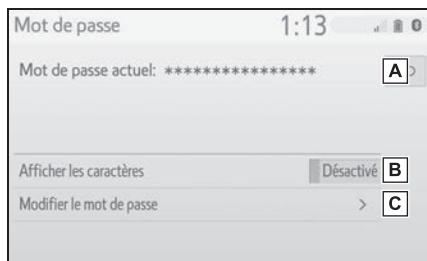 Mot de passe 1:13
Mot de passe actuel: **************** A
Afficher les caractères Désactivé B
Modifier le mot de passe > C